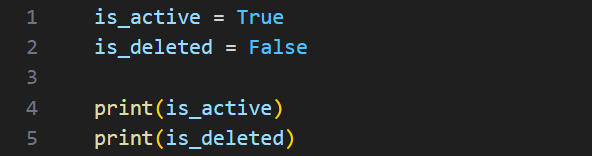 1 is_active = True
2 is_deleted = False
3
4 print(is_active)
5 print(is_deleted)